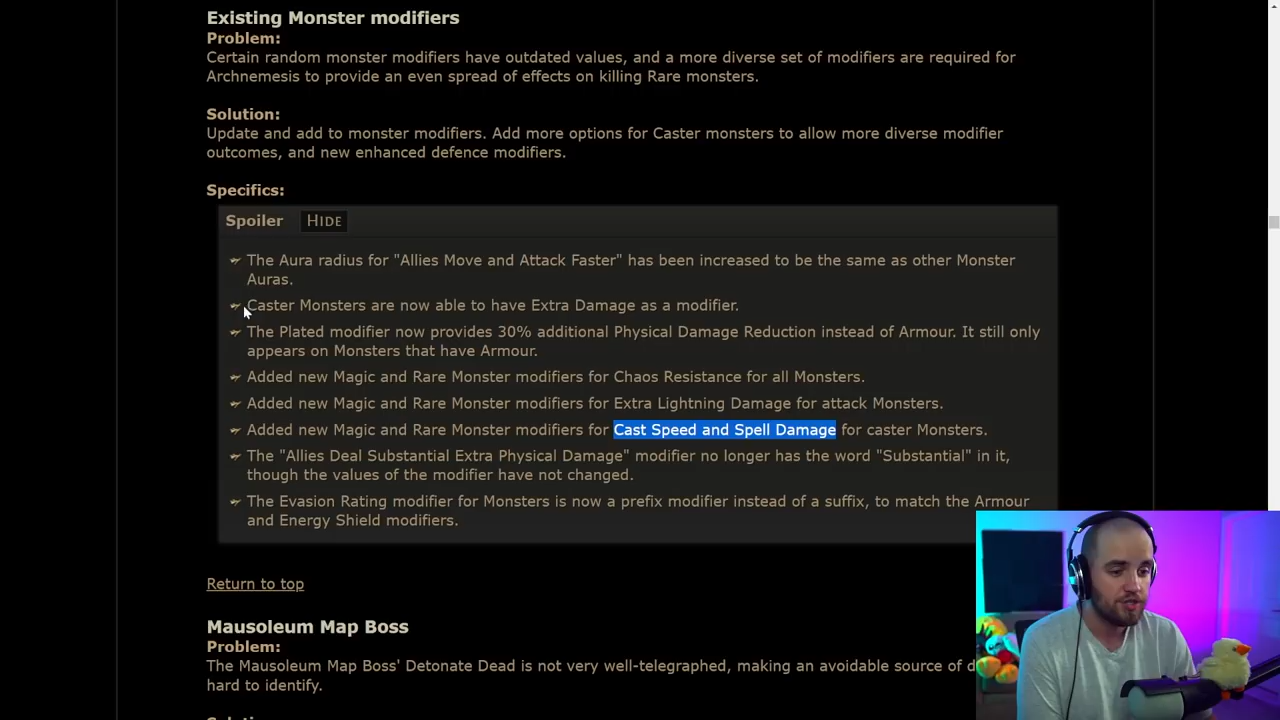 Existing Monster modifiers
Problem:
Certain random monster modifiers have outdated values, and a more diverse set of modifiers are required for
Archnemesis to provide an even spread of effects on killing Rare monsters.
Solution:
Update and add to monster modifiers. Add more options for Caster monsters to allow more diverse modifier
outcomes, and new enhanced defence modifiers.
Specifics:
Spoiler HIDE
The Aura radius for "Allies Move and Attack Faster" has been increased to be the same as other Monster
Auras.
Caster Monsters are now able to have Extra Damage as a modifier.
The Plated modifier now provides 30% additional Physical Damage Reduction instead of Armour. It still only
appears on Monsters that have Armour.
Added new Magic and Rare Monster modifiers for Chaos Resistance for all Monsters.
Added new Magic and Rare Monster modifiers for Extra Lightning Damage for attack Monsters.
Added new Magic and Rare Monster modifiers for Cast Speed and Spell Damage for caster Monsters.
The "Allies Deal Substantial Extra Physical Damage" modifier no longer has the word "Substantial" in it,
though the values of the modifier have not changed.
The Evasion Rating modifier for Monsters is now a prefix modifier instead of a suffix, to match the Armour
and Energy Shield modifiers.
Return to top
Mausoleum Map Boss
Problem:
The Mausoleum Map Boss' Detonate Dead is not very well-telegraphed, making an avoidable source of
hard to identify.